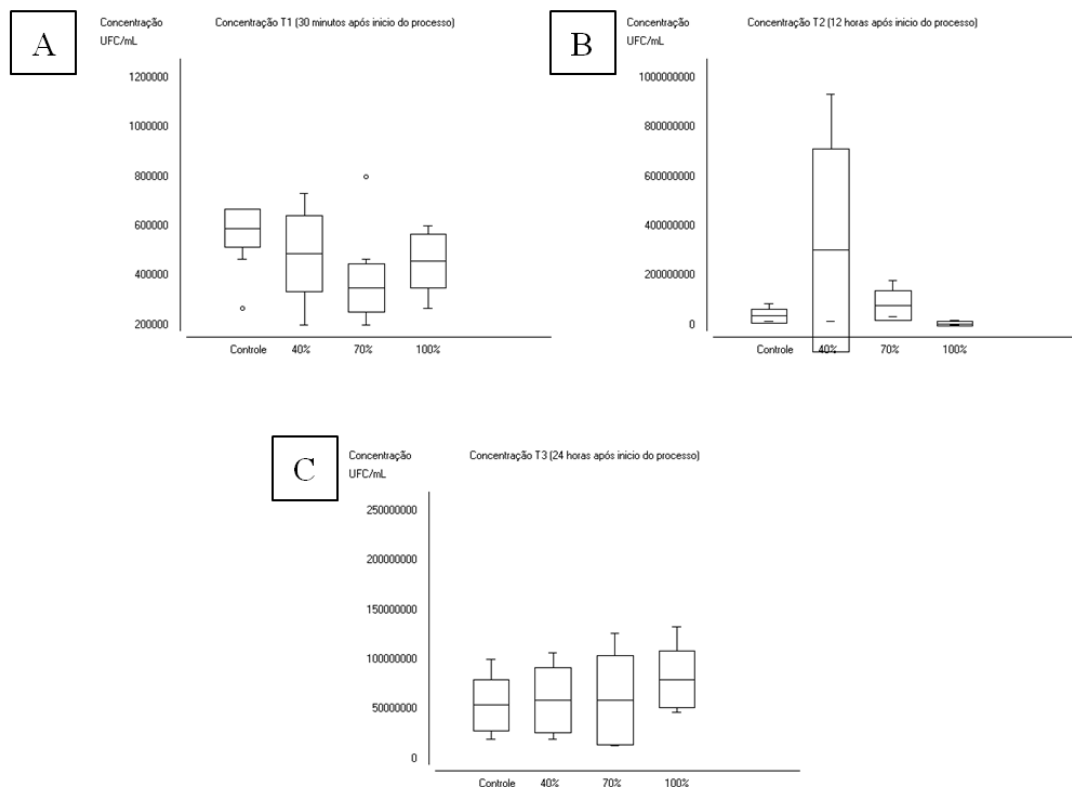 A
Concentração
UFC/mL
Concentração T1 (30 minutos após inicio do processo)
1200000
1000000
800000
600000
400000
200000
Controle 40% 70% 100%
B
Concentração
UFC/mL
Concentração T2 (12 horas após inicio do processo)
1000000000
800000000
600000000
400000000
200000000
0
Controle 40% 70% 100%
C
Concentração
UFC/mL
Concentração T3 (24 horas após inicio do processo)
250000000
200000000
150000000
100000000
50000000
0
Controle 40% 70% 100%